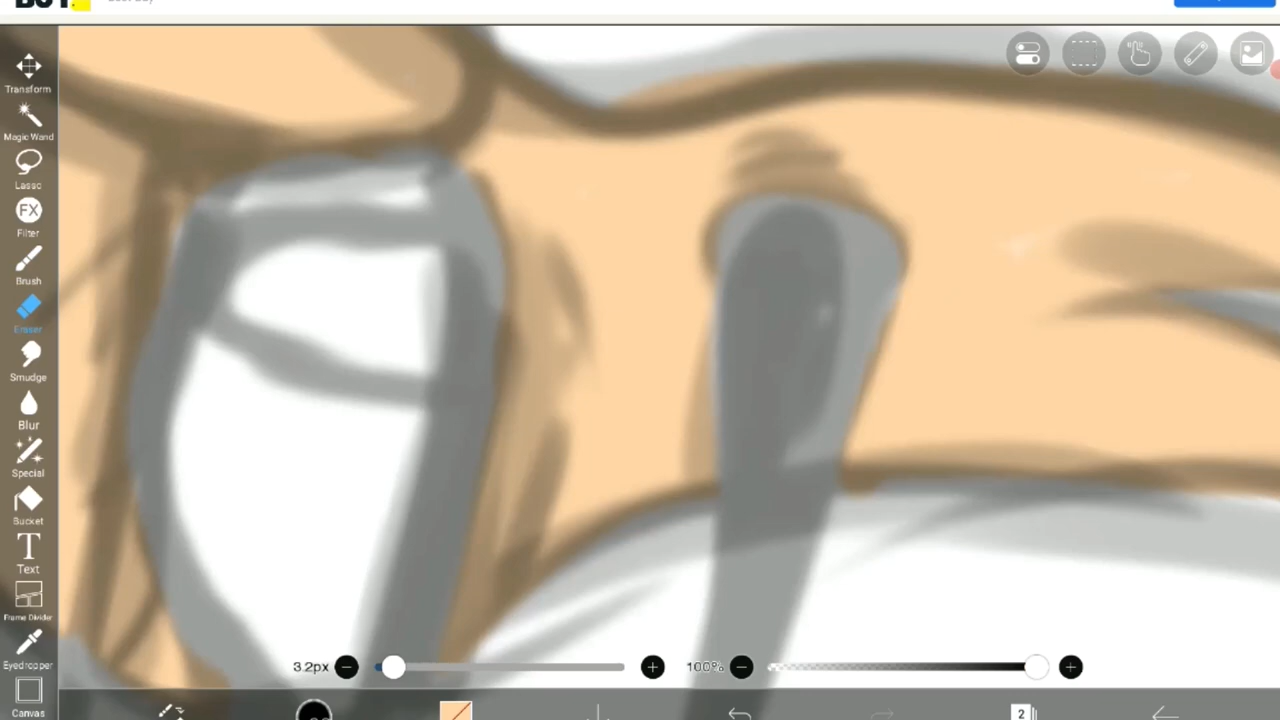 Transform
Magic Wand
Lasso
FX
Filter
Brush
Eraser
Smudge
Blur
Special
Bucket
T
Text
Frame Divider
Eyedropper
Canvas
3.2px
100%
2